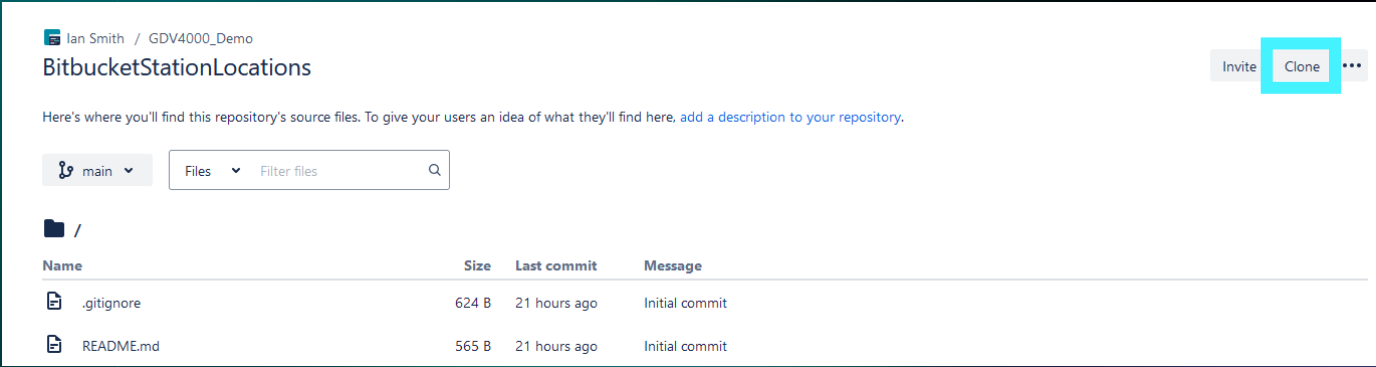 Ian Smith / GDV4000_Demo
BitbucketStationLocations
Invite Clone •••
Here's where you'll find this repository's source files. To give your users an idea of what they'll find here, add a description to your repository.
main Files Filter files
/
Name Size Last commit Message
.gitignore 624 B 21 hours ago Initial commit
README.md 565 B 21 hours ago Initial commit